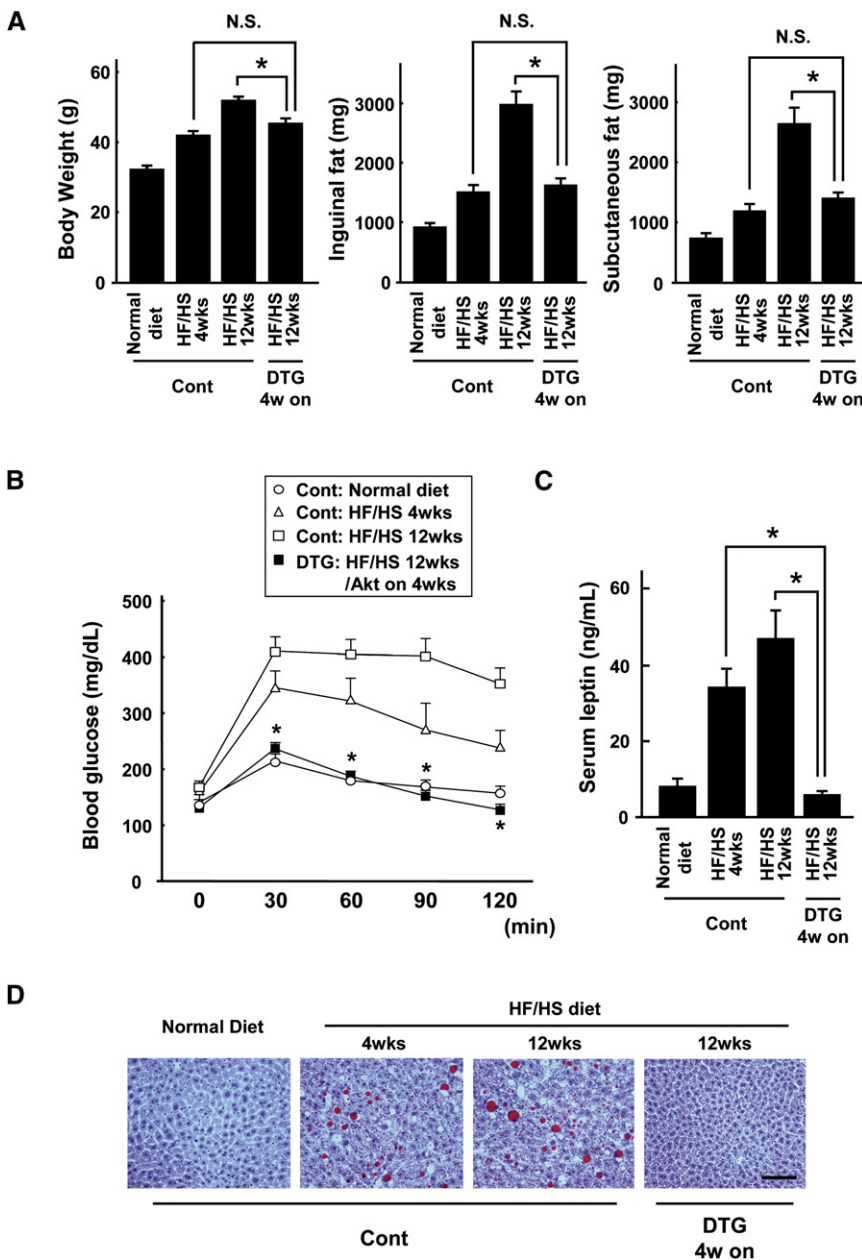 A
N.S.
*
Body Weight (g)
60
40
20
0
Normal diet
HF/HS 4wks
HF/HS 12wks
HF/HS 12wks
Cont
DTG
4w on
N.S.
*
Inguinal fat (mg)
3000
2000
1000
0
Normal diet
HF/HS 4wks
HF/HS 12wks
HF/HS 12wks
Cont
DTG
4w on
N.S.
*
Subcutaneous fat (mg)
3000
2000
1000
0
Normal diet
HF/HS 4wks
HF/HS 12wks
HF/HS 12wks
Cont
DTG
4w on
B
Cont: Normal diet
Cont: HF/HS 4wks
Cont: HF/HS 12wks
DTG: HF/HS 12wks
/Akt on 4wks
Blood glucose (mg/dL)
500
400
300
200
100
0
*
*
*
*
0 30 60 90 120
(min)
C
*
*
Serum leptin (ng/mL)
60
40
20
0
Normal diet
HF/HS 4wks
HF/HS 12wks
HF/HS 12wks
Cont
DTG
4w on
D
Normal Diet
HF/HS diet
4wks
12wks
12wks
Cont
DTG
4w on